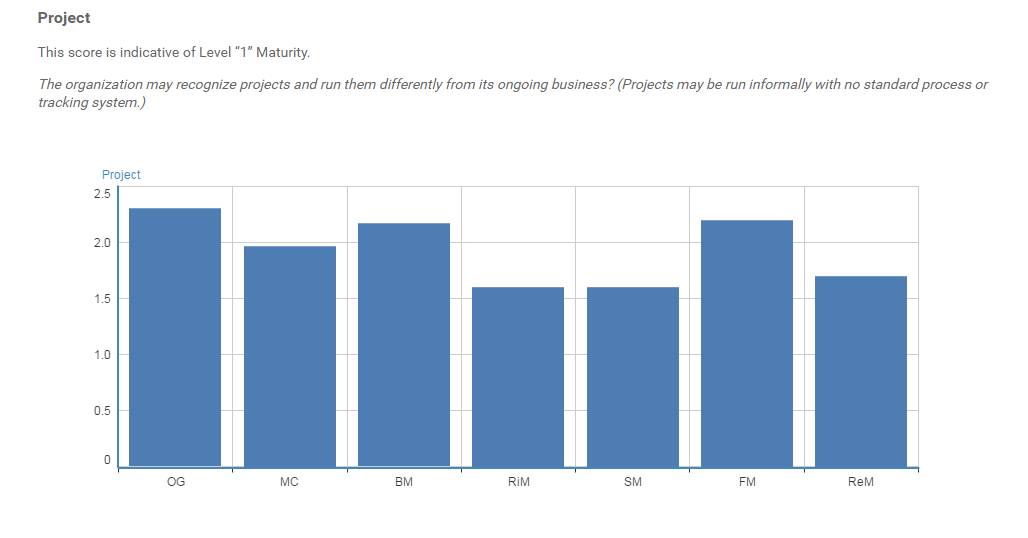 Project
This score is indicative of Level "1" Maturity.
The organization may recognize projects and run them differently from its ongoing business? (Projects may be run informally with no standard process or
tracking system.)
Project
2.5
2.0
1.5
1.0
0.5
0
OG MC BM RiM SM FM ReM